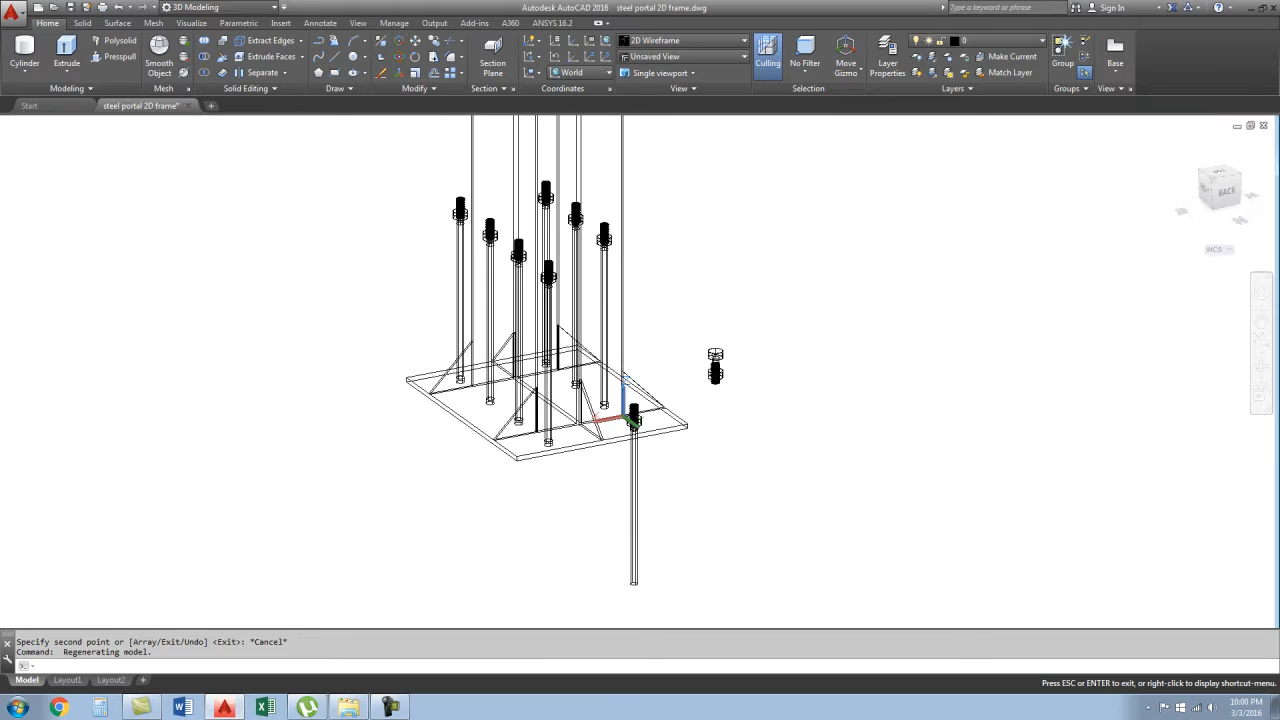 3D Modeling
Autodesk AutoCAD 2016 steel portal 2D frame.dwg
Type a keyword or phrase
Sign In
Home Solid Surface Mesh Visualize Parametric Insert Annotate View Manage Output Add-ins A360 ANSYS 16.2
Cylinder
Extrude
Polysolid
Presspull
Smooth
Object
Extract Edges
Extrude Faces
Separate
Section
Plane
World
2D Wireframe
Unsaved View
Single viewport
Culling
No Filter
Move
Gizmo
Layer
Properties
0
Make Current
Match Layer
Group
Base
Modeling Mesh Solid Editing Draw Modify Section Coordinates View Selection Layers Groups View
Start steel portal 2D frame*
BACK
WCS
Specify second point or [Array/Exit/Undo] <Exit>: *Cancel*
Command: Regenerating model.
Model Layout1 Layout2
Press ESC or ENTER to exit, or right-click to display shortcut-menu.
10:00 PM
3/3/2016